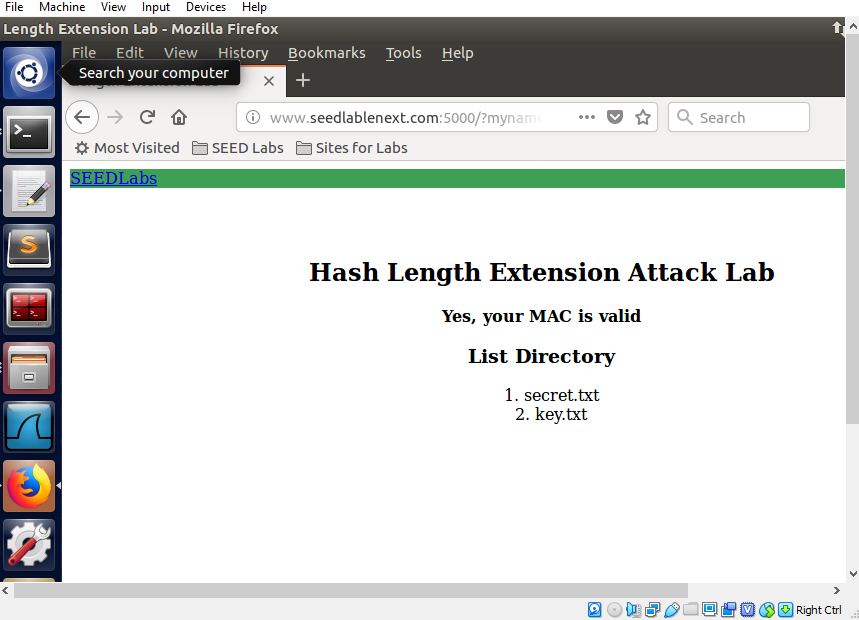 File Machine View Input Devices Help
Length Extension Lab - Mozilla Firefox
File Edit View History Bookmarks Tools Help
Search your computer
www.seedlablenext.com:5000/?myname
Search
Most Visited SEED Labs Sites for Labs
SEEDLabs
Hash Length Extension Attack Lab
Yes, your MAC is valid
List Directory
1. secret.txt
2. key.txt
Right Ctrl